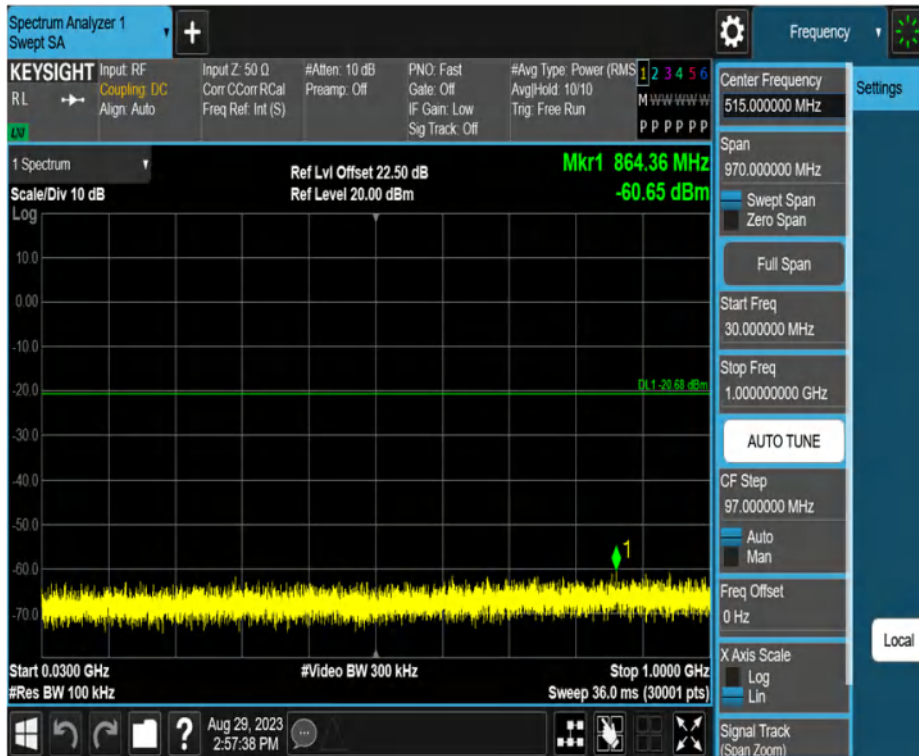 Spectrum Analyzer 1
Swept SA
+
Frequency
KEYSIGHT
RL
LXI
Input: RF
Coupling: DC
Align: Auto
Input Z: 50 Ω
Corr CCorr RCal
Freq Ref: Int (S)
#Atten: 10 dB
Preamp: Off
PNO: Fast
Gate: Off
IF Gain: Low
Sig Track: Off
#Avg Type: Power (RMS
Avg|Hold: 10/10
Trig: Free Run
1 2 3 4 5 6
M W W W W W
P P P P P P
1 Spectrum
Scale/Div 10 dB
Ref Lvl Offset 22.50 dB
Ref Level 20.00 dBm
Mkr1 864.36 MHz
-60.65 dBm
Log
10.0
0.00
-10.0
-20.0
-30.0
-40.0
-50.0
-60.0
-70.0
DL1 -20.68 dBm
1
Start 0.0300 GHz
#Res BW 100 kHz
#Video BW 300 kHz
Stop 1.0000 GHz
Sweep 36.0 ms (30001 pts)
?
Aug 29, 2023
2:57:38 PM
Center Frequency
515.000000 MHz
Span
970.000000 MHz
Swept Span
Zero Span
Full Span
Start Freq
30.000000 MHz
Stop Freq
1.000000000 GHz
AUTO TUNE
CF Step
97.000000 MHz
Auto
Man
Freq Offset
0 Hz
X Axis Scale
Log
Lin
Signal Track
(Span Zoom)
Settings
Local